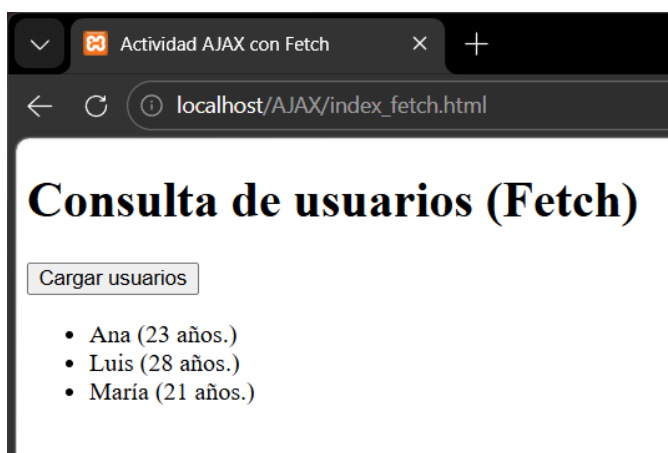 Actividad AJAX con Fetch
localhost/AJAX/index_fetch.html
Consulta de usuarios (Fetch)
Cargar usuarios
Ana (23 años.)
Luis (28 años.)
María (21 años.)